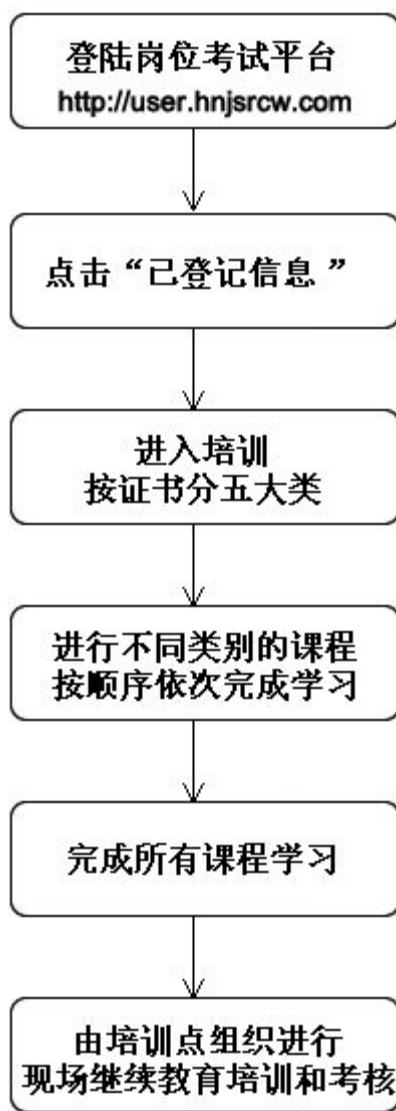 登陆岗位考试平台
http://user.hnjsrcw.com
点击“已登记信息 ”
进入培训
按证书分五大类
进行不同类别的课程
按顺序依次完成学习
完成所有课程学习
由培训点组织进行
现场继续教育培训和考核